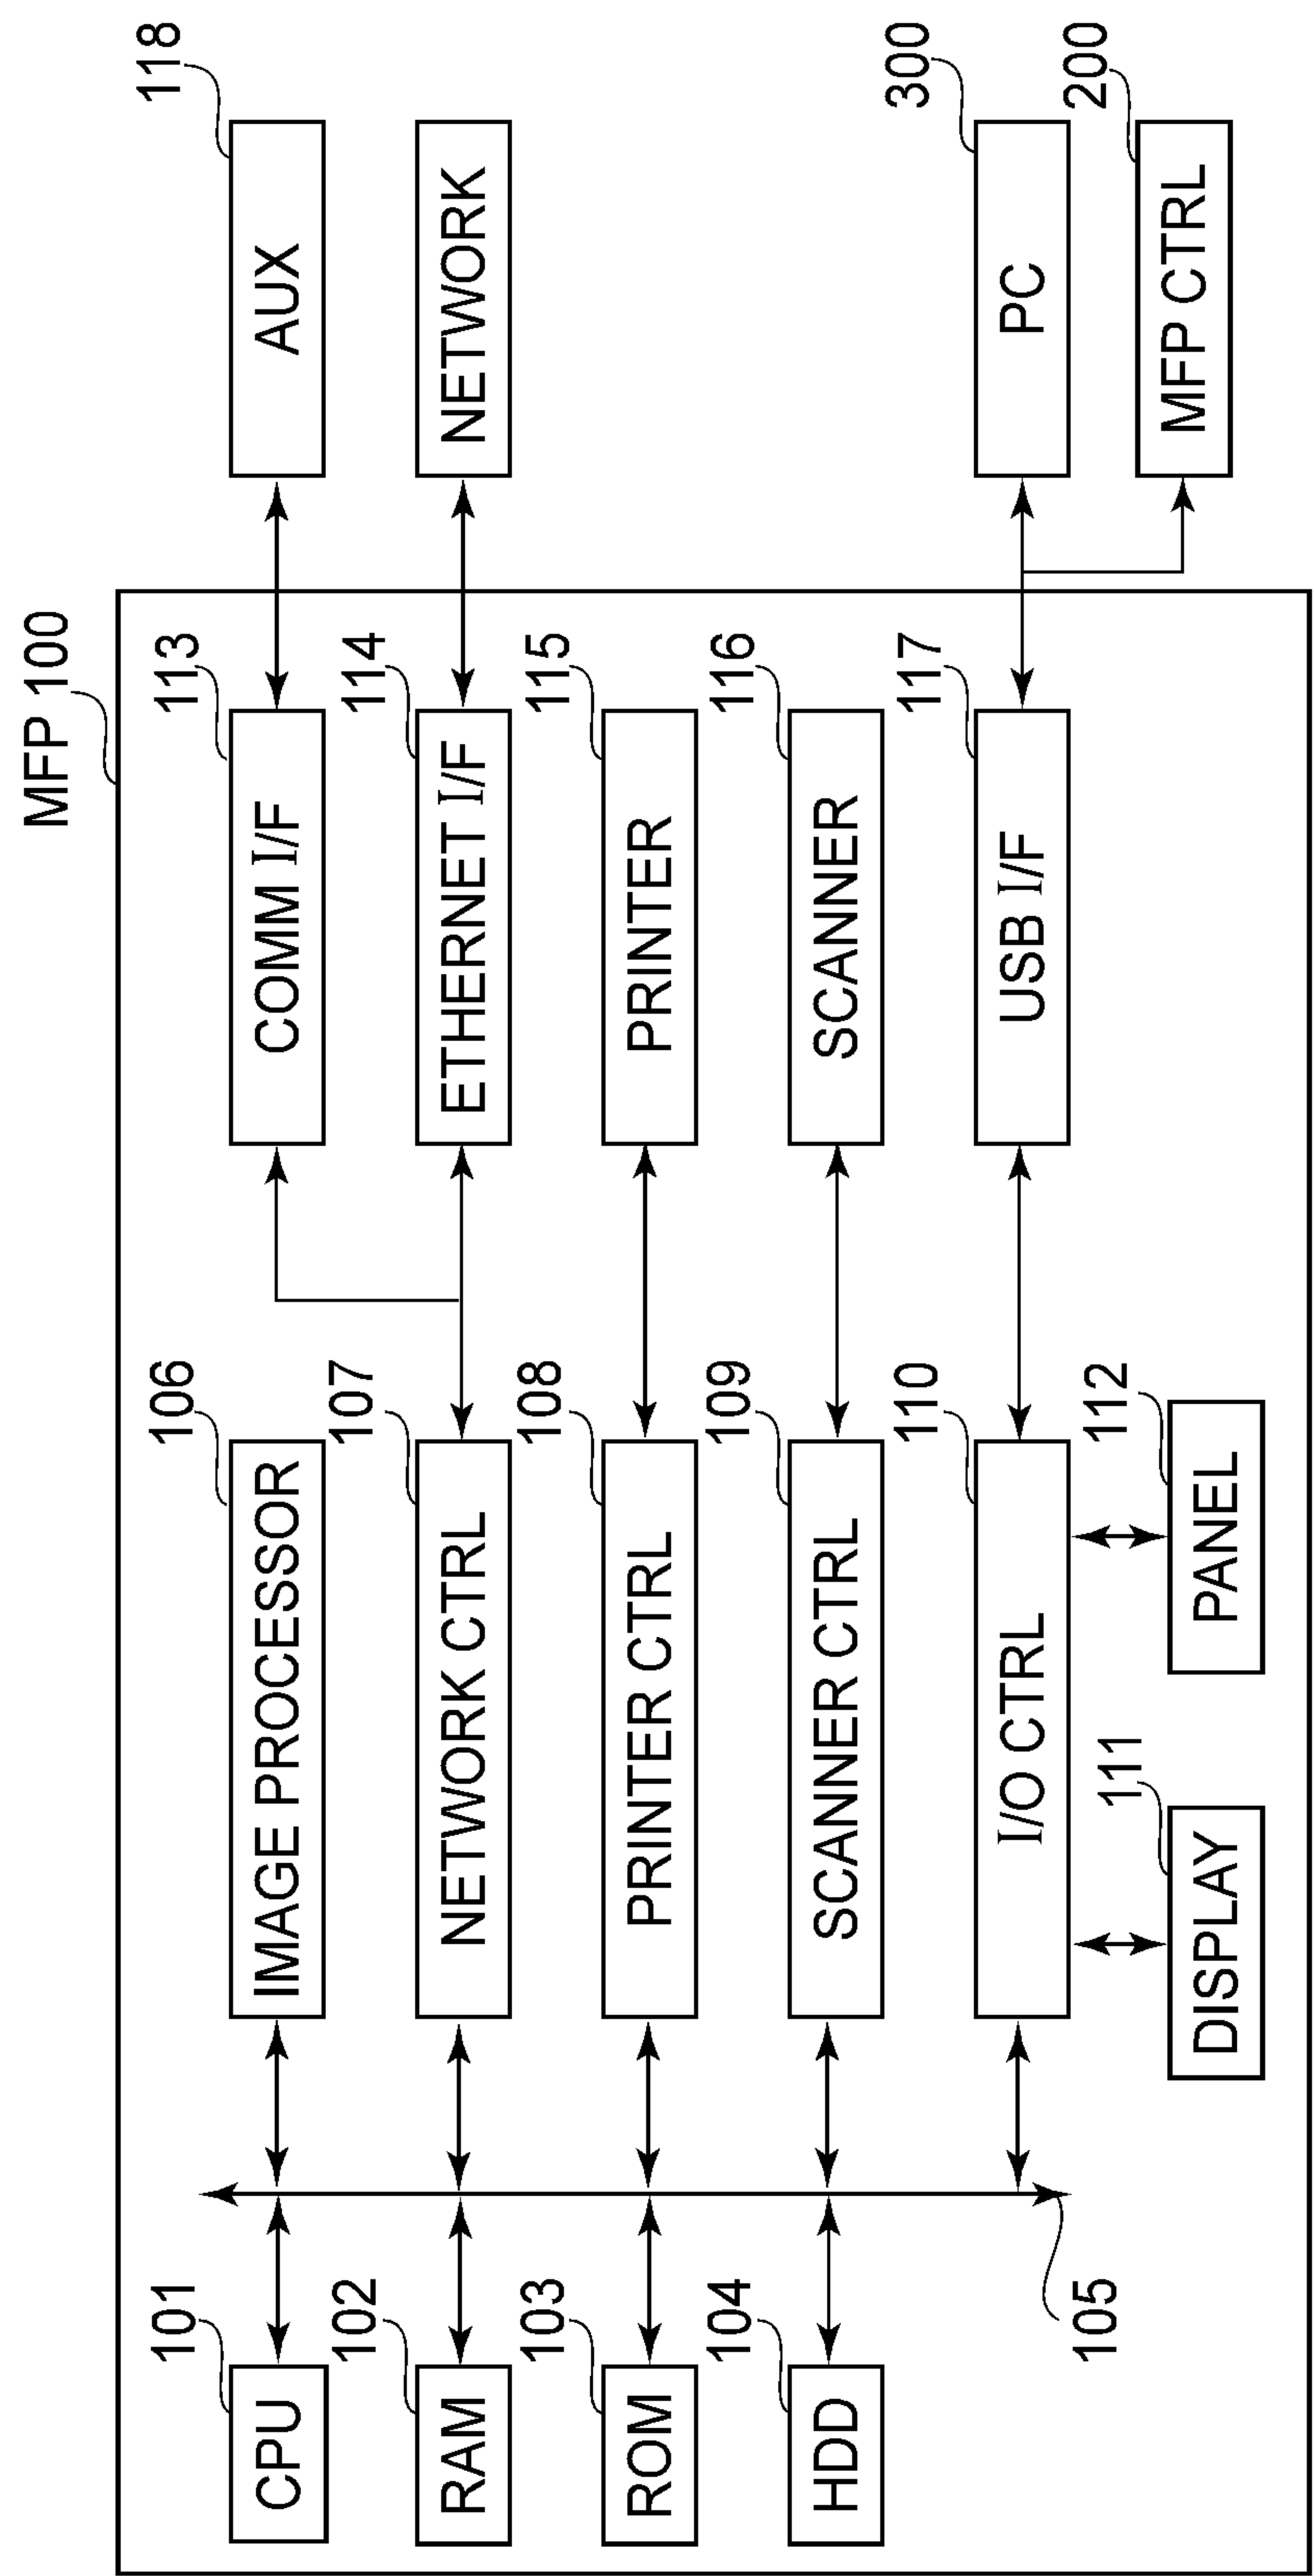 MFP 100
101
CPU
102
RAM
103
ROM
104
HDD
105
106
IMAGE PROCESSOR
107
NETWORK CTRL
108
PRINTER CTRL
109
SCANNER CTRL
110
I/O CTRL
111
DISPLAY
112
PANEL
113
COMM I/F
114
ETHERNET I/F
115
PRINTER
116
SCANNER
117
USB I/F
118
AUX
NETWORK
300
PC
200
MFP CTRL